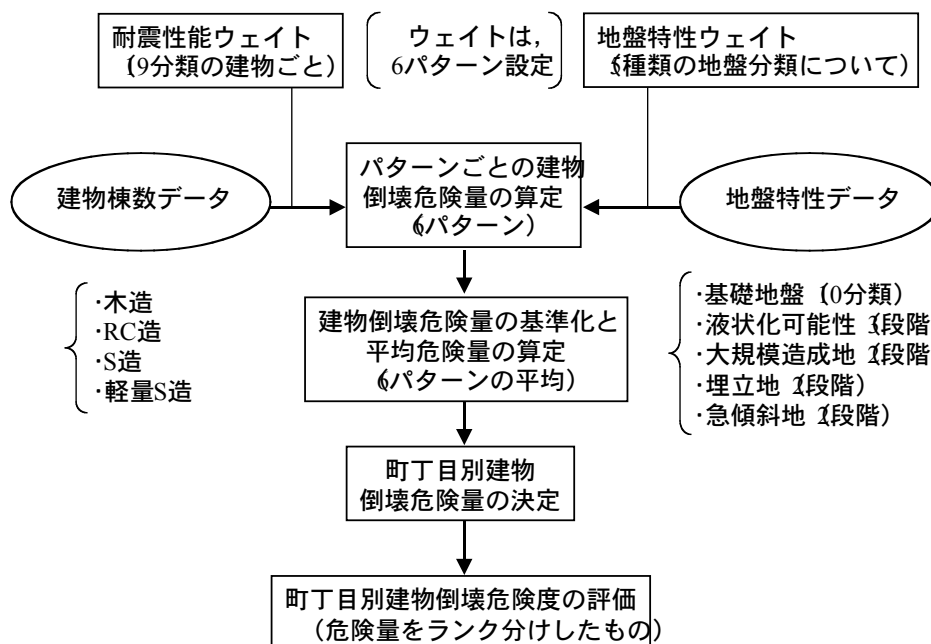 耐震性能ウェイト
(9分類の建物ごと)
ウェイトは,
6パターン設定
地盤特性ウェイト
(5種類の地盤分類について)
パターンごとの建物
倒壊危険量の算定
(6パターン)
建物棟数データ
地盤特性データ
・木造
・RC造
・S造
・軽量S造
建物倒壊危険量の基準化と
平均危険量の算定
(6パターンの平均)
・基礎地盤 (0分類)
・液状化可能性 (3段階
・大規模造成地 (2段階
・埋立地 (2段階)
・急傾斜地 (2段階)
町丁目別建物
倒壊危険量の決定
町丁目別建物倒壊危険度の評価
(危険量をランク分けしたもの)